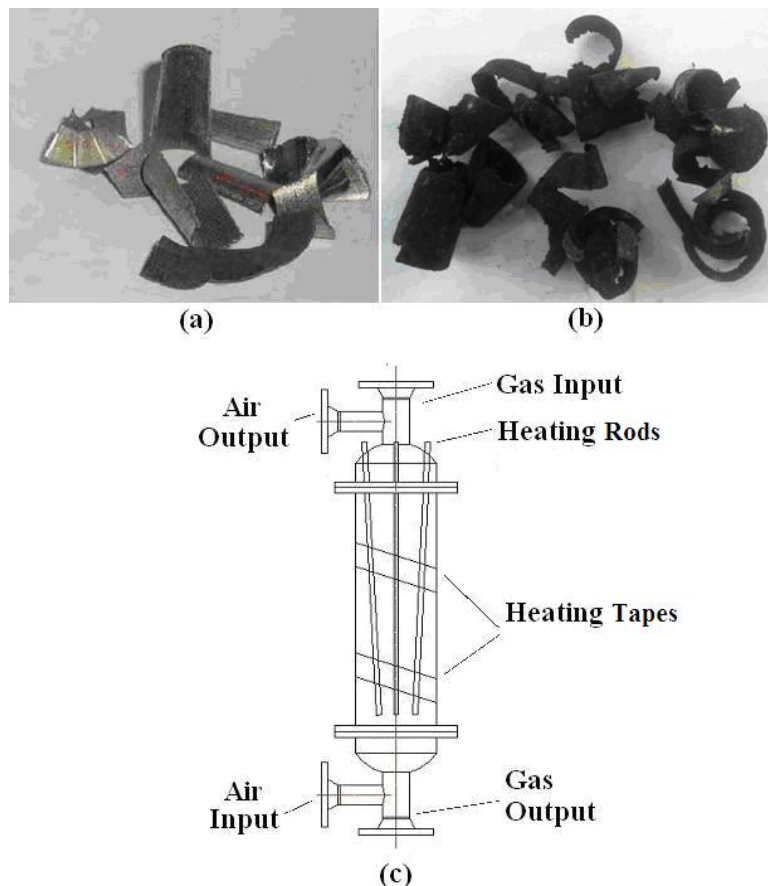 (a)
(b)
Gas Input
Air
Output
Heating Rods
Heating Tapes
Air
Input
Gas
Output
(c)